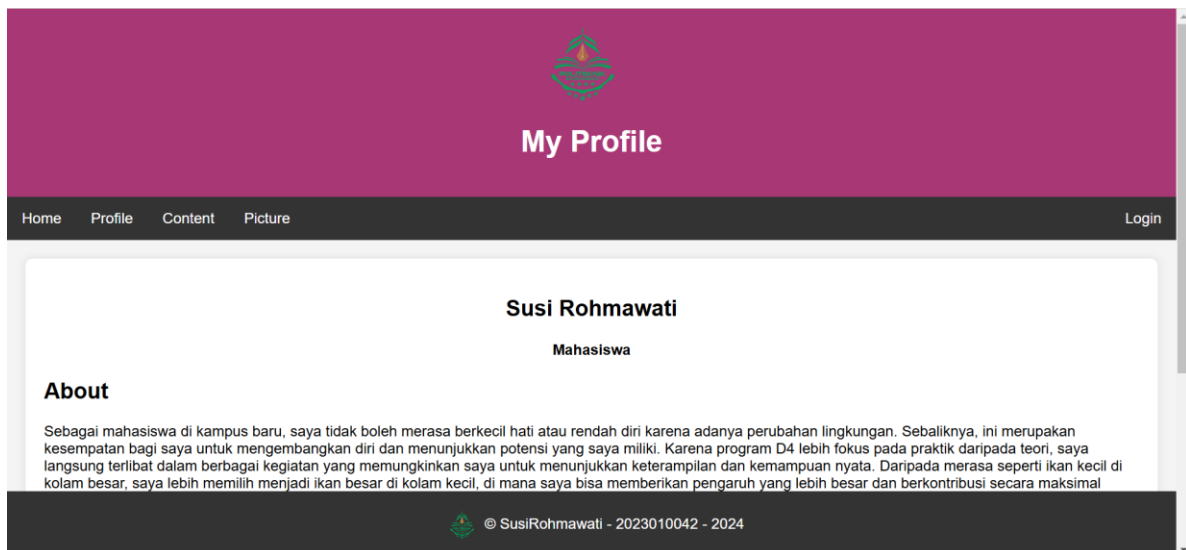 My Profile
Home Profile Content Picture Login
Susi Rohmawati
Mahasiswa
About
Sebagai mahasiswa di kampus baru, saya tidak boleh merasa berkecil hati atau rendah diri karena adanya perubahan lingkungan. Sebaliknya, ini merupakan
kesempatan bagi saya untuk mengembangkan diri dan menunjukkan potensi yang saya miliki. Karena program D4 lebih fokus pada praktik daripada teori, saya
langsung terlibat dalam berbagai kegiatan yang memungkinkan saya untuk menunjukkan keterampilan dan kemampuan nyata. Daripada merasa seperti ikan kecil di
kolam besar, saya lebih memilih menjadi ikan besar di kolam kecil, di mana saya bisa memberikan pengaruh yang lebih besar dan berkontribusi secara maksimal
© SusiRohmawati - 2023010042 - 2024